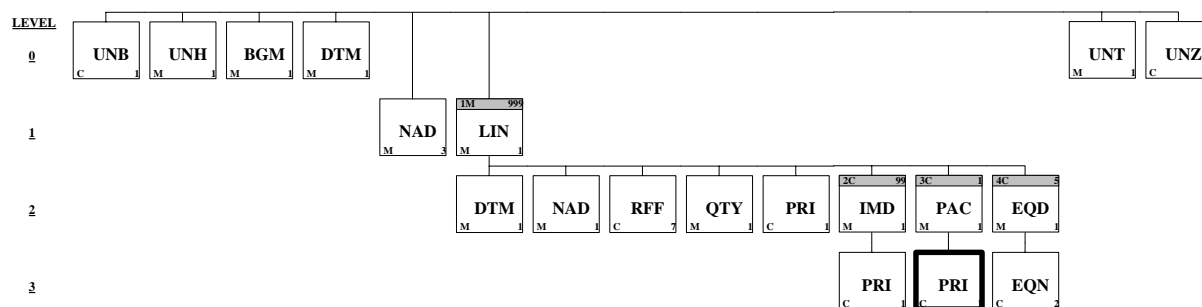 LEVEL
0 UNB UNH BGM DTM UNT UNZ
C 1 M 1 M 1 M 1 M 1 C
1M 999
1 NAD LIN
M 3 M 1
2C 99 3C 1 4C 5
2 DTM NAD RFF QTY PRI IMD PAC EQD
M 1 M 1 C 7 M 1 C 1 M 1 M 1 M 1
3 PRI PRI EQN
C 1 C C 2